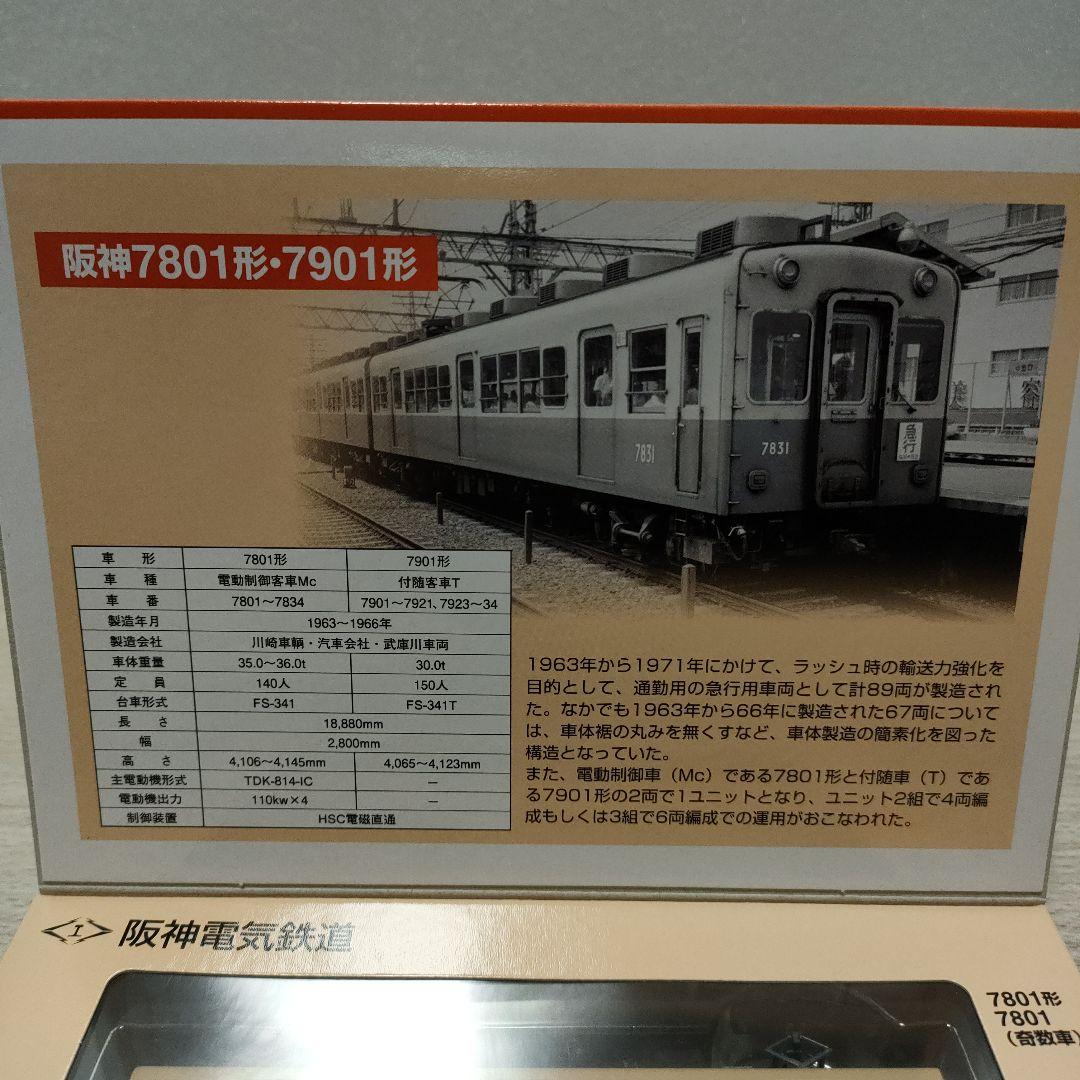 阪神7801形・7901形
7831
7831
急行
車形 7801形 7901形
車種 電動制御客車Mc 付随客車T
車番 7801〜7834 7901〜7921、7923〜34
製造年月 1963〜1966年
製造会社 川崎車輌・汽車会社・武庫川車両
車体重量 35.0〜36.0t 30.0t
定員 140人 150人
台車形式 FS-341 FS-341T
長さ 18,880mm
幅 2,800mm
高さ 4,106〜4,145mm 4,065〜4,123mm
主電動機形式 TDK-814-IC —
電動機出力 110kw×4 —
制御装置 HSC電磁直通
1963年から1971年にかけて、ラッシュ時の輸送力強化を
目的として、通勤用の急行用車両として計89両が製造され
た。なかでも1963年から66年に製造された67両について
は、車体裾の丸みを無くすなど、車体製造の簡素化を図った
構造となっていた。
また、電動制御車（Mc）である7801形と付随車（T）であ
る7901形の2両で1ユニットとなり、ユニット2組で4両編
成もしくは3組で6両編成での運用がおこなわれた。
阪神電気鉄道
7801形
7801
（奇数車）